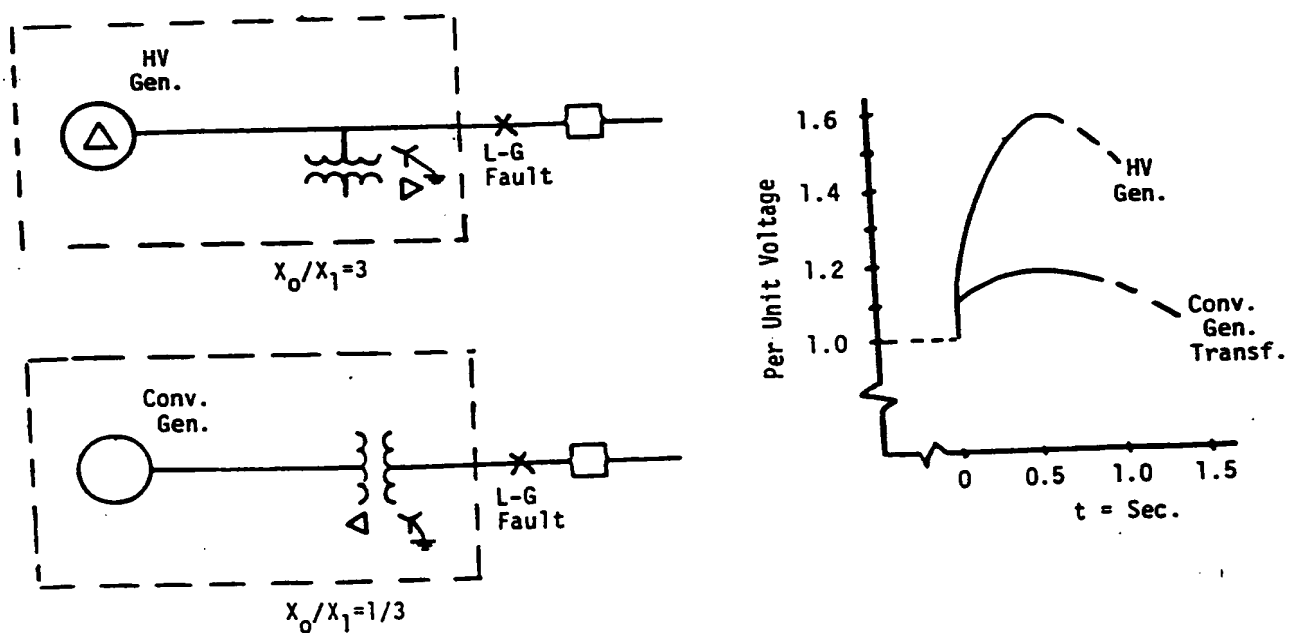 HV
Gen.
L-G
Fault
X₀/X₁=3
Conv.
Gen.
L-G
Fault
X₀/X₁=1/3
Per Unit Voltage
1.6
1.4
1.2
1.0
HV
Gen.
Conv.
Gen.
Transf.
0 0.5 1.0 1.5
t = Sec.